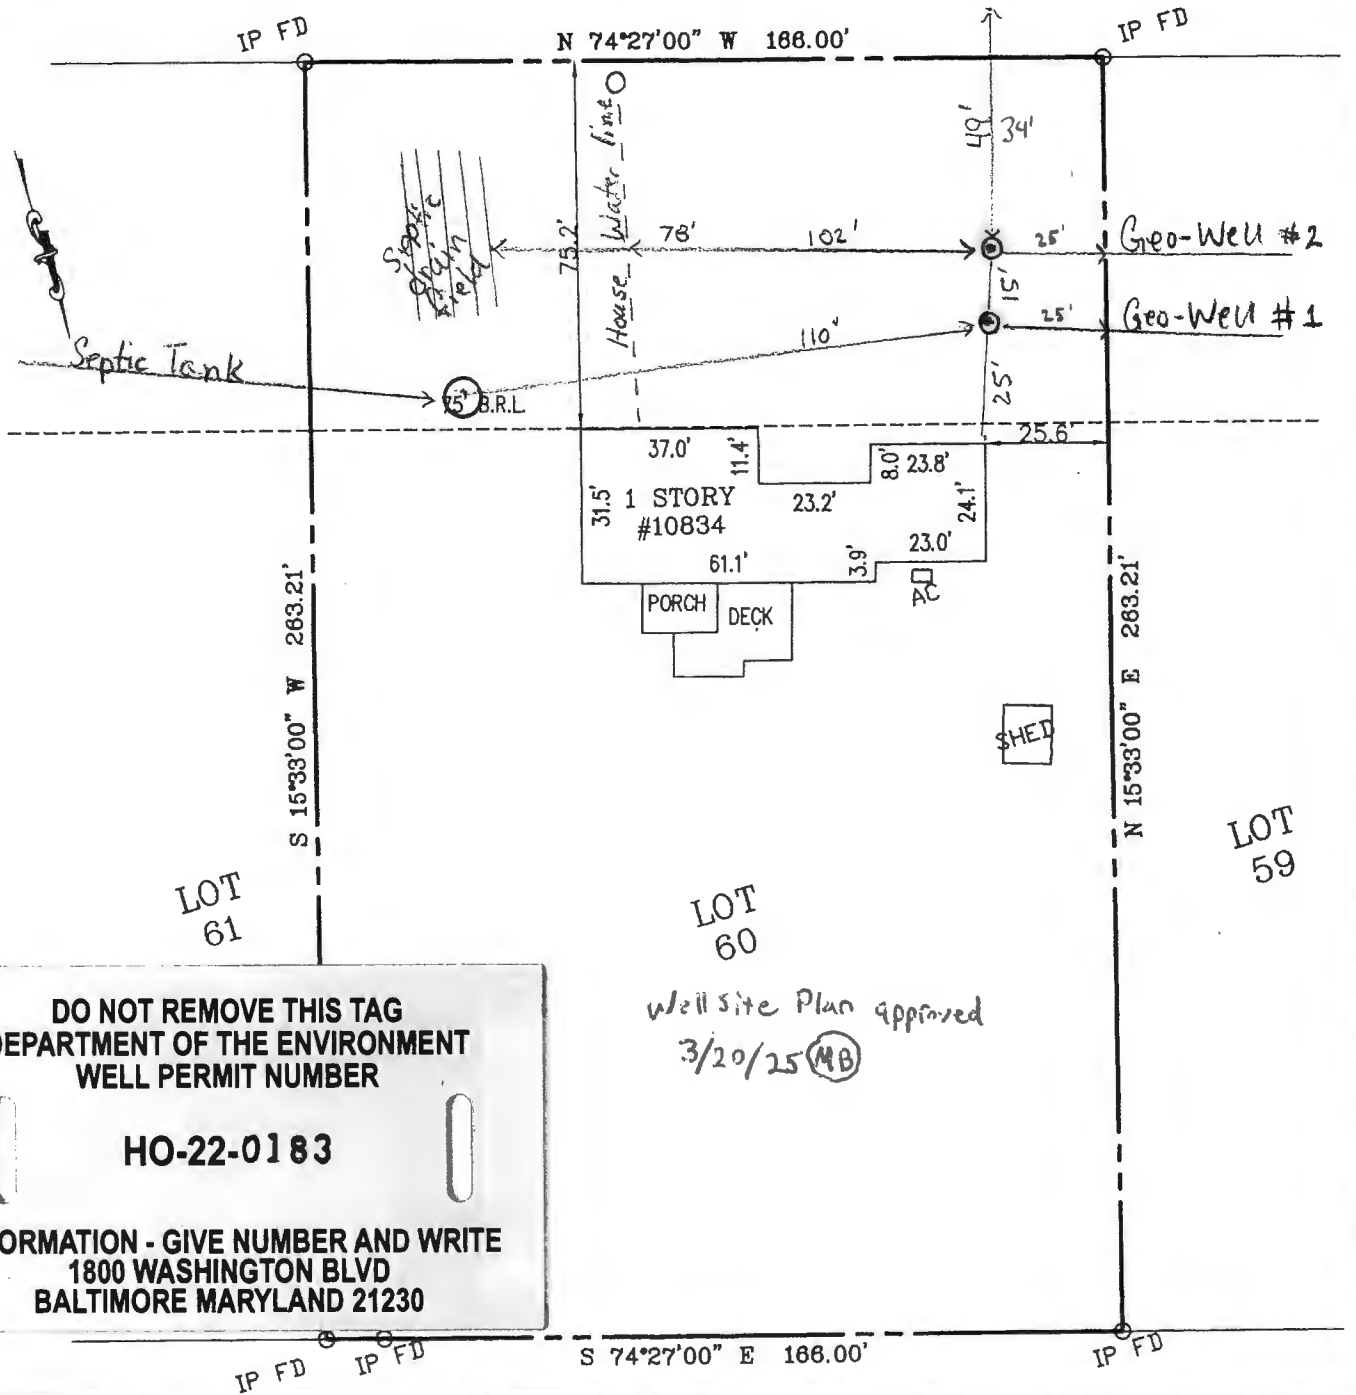 IP FD
N 74°27'00" W 166.00'
IP FD
49' 34'
House Water line
75.2'
Septic
drain
field
78' 102' 25' Geo-Well #2
15'
110' 25' Geo-Well #1
25'
Septic Tank
75' B.R.L.
25.6'
37.0' 11.4' 8.0' 23.8'
31.5' 1 STORY 23.2' 24.1'
#10834
61.1' 3.9' 23.0'
AC
PORCH DECK
S 15°33'00" W 263.21'
N 15°33'00" E 263.21'
SHED
LOT
59
LOT
61
LOT
60
Well Site Plan approved
3/20/25 MB
DO NOT REMOVE THIS TAG
DEPARTMENT OF THE ENVIRONMENT
WELL PERMIT NUMBER
HO-22-0183
ORMATION - GIVE NUMBER AND WRITE
1800 WASHINGTON BLVD
BALTIMORE MARYLAND 21230
IP FD IP FD S 74°27'00" E 166.00' IP FD